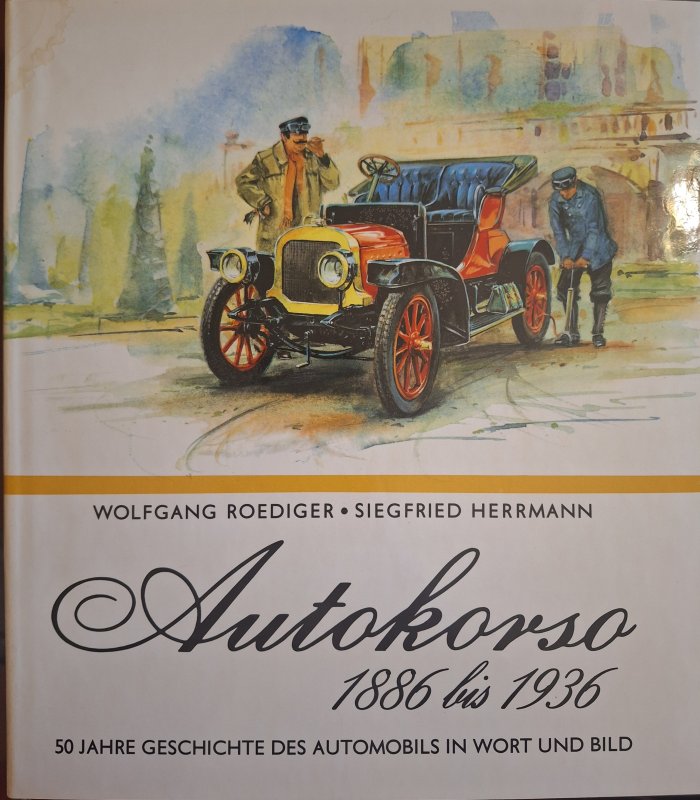 WOLFGANG ROEDIGER • SIEGFRIED HERRMANN
Autokorso
1886 bis 1936
50 JAHRE GESCHICHTE DES AUTOMOBILS IN WORT UND BILD